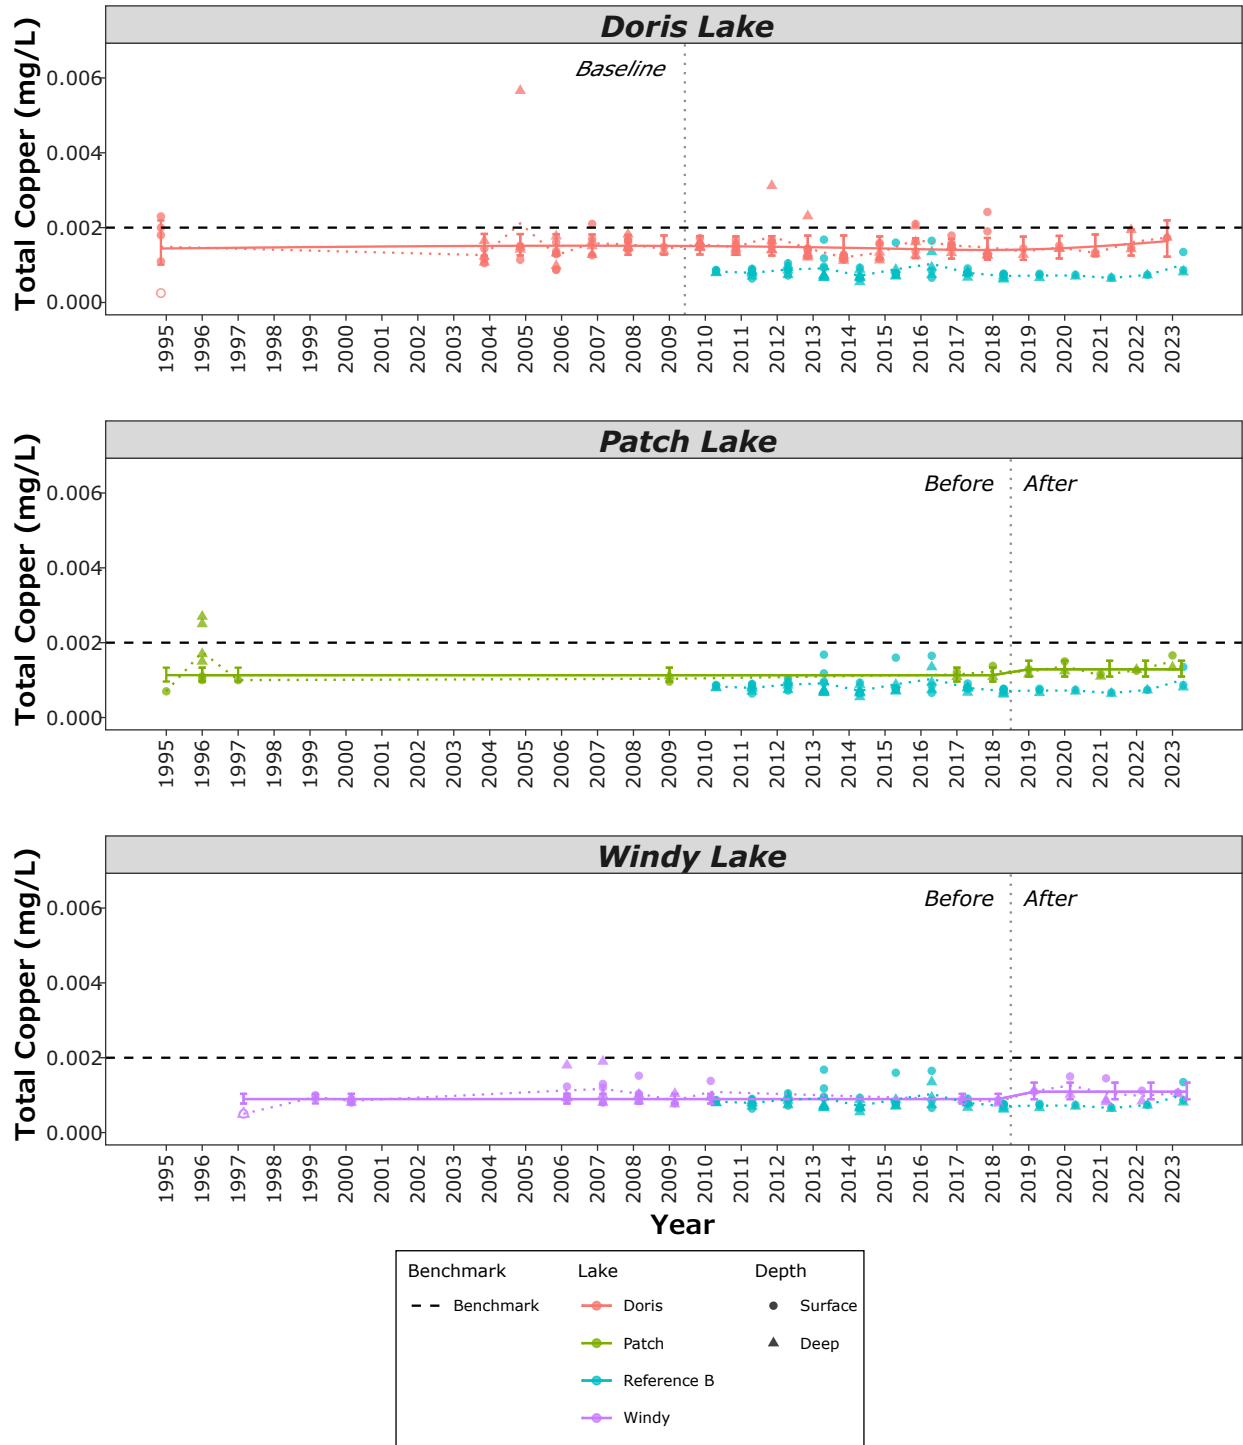 Doris Lake
Total Copper (mg/L)
0.006
0.004
0.002
0.000
Baseline
1995 1996 1997 1998 1999 2000 2001 2002 2003 2004 2005 2006 2007 2008 2009 2010 2011 2012 2013 2014 2015 2016 2017 2018 2019 2020 2021 2022 2023
Patch Lake
Total Copper (mg/L)
0.006
0.004
0.002
0.000
Before After
1995 1996 1997 1998 1999 2000 2001 2002 2003 2004 2005 2006 2007 2008 2009 2010 2011 2012 2013 2014 2015 2016 2017 2018 2019 2020 2021 2022 2023
Windy Lake
Total Copper (mg/L)
0.006
0.004
0.002
0.000
Before After
1995 1996 1997 1998 1999 2000 2001 2002 2003 2004 2005 2006 2007 2008 2009 2010 2011 2012 2013 2014 2015 2016 2017 2018 2019 2020 2021 2022 2023
Year
Benchmark
Benchmark
Lake
Doris
Patch
Reference B
Windy
Depth
Surface
Deep